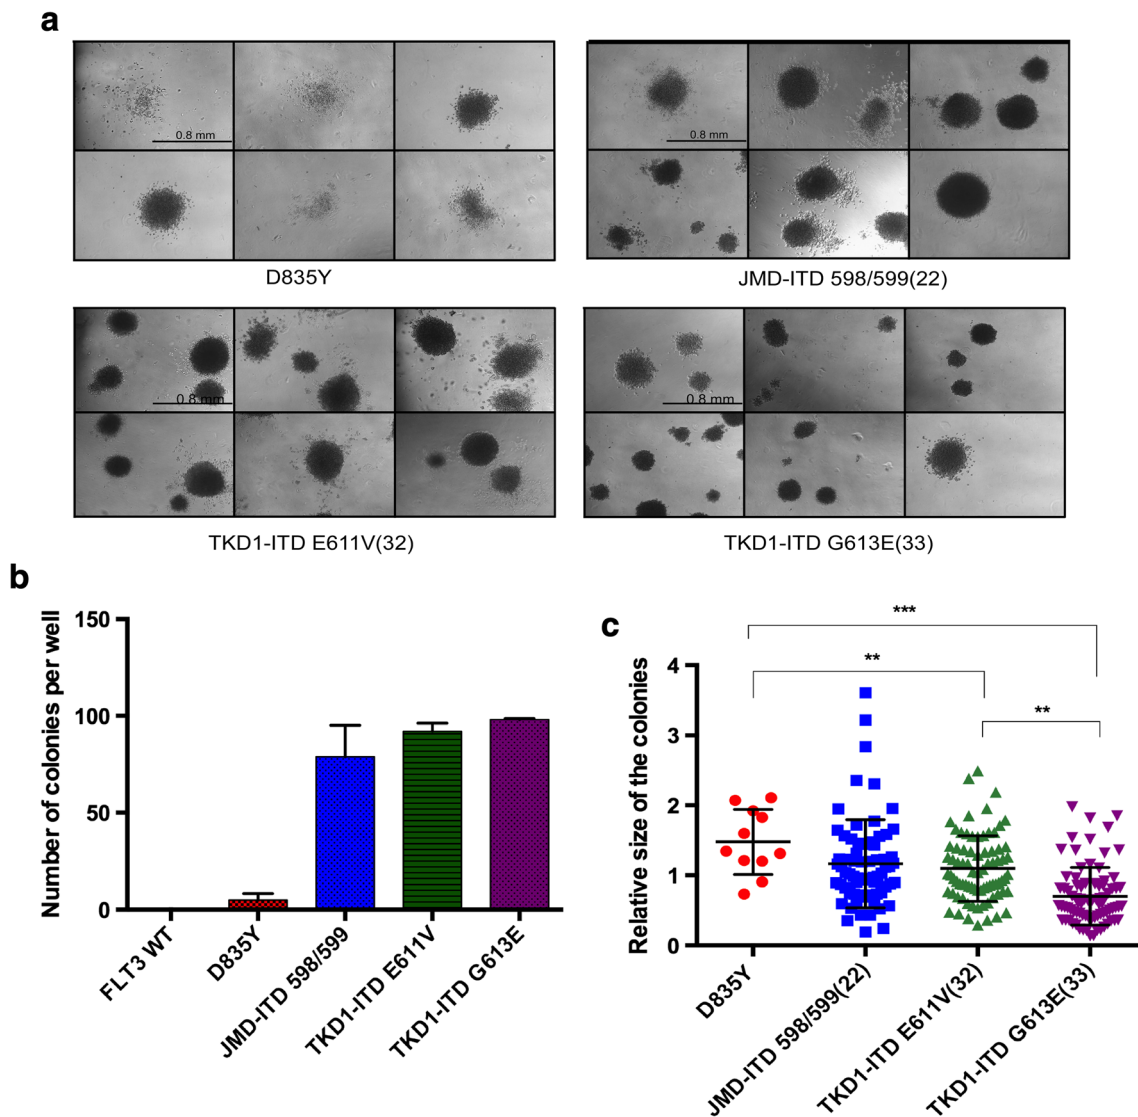 a
0.8 mm
0.8 mm
D835Y
JMD-ITD 598/599(22)
0.8 mm
0.8 mm
TKD1-ITD E611V(32)
TKD1-ITD G613E(33)
b
Number of colonies per well
150
100
50
0
FLT3 WT
D835Y
JMD-ITD 598/599
TKD1-ITD E611V
TKD1-ITD G613E
c
Relative size of the colonies
***
**
**
4
3
2
1
0
D835Y
JMD-ITD 598/599(22)
TKD1-ITD E611V(32)
TKD1-ITD G613E(33)